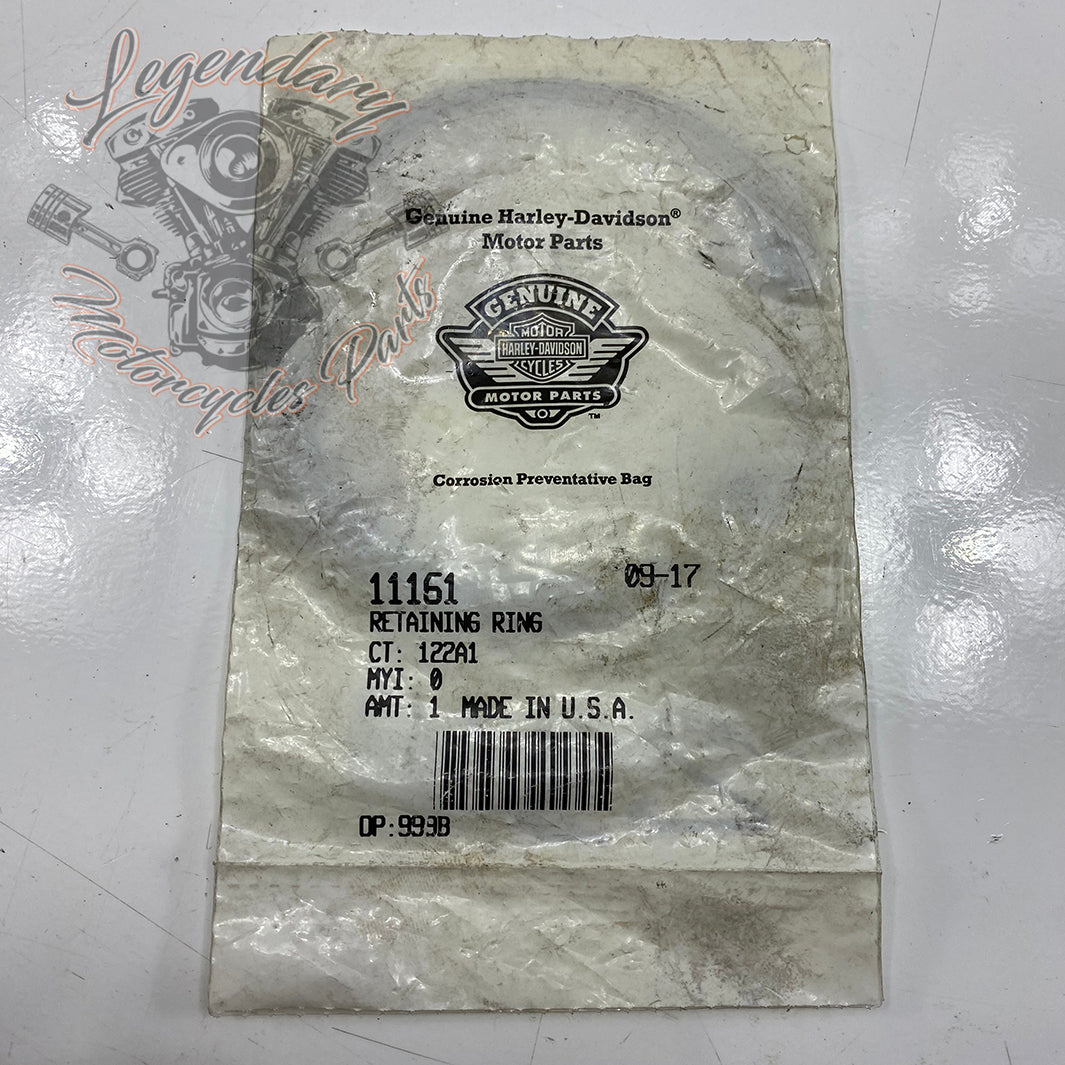 Legendary
Motorcycles Parts
Genuine Harley-Davidson®
Motor Parts
GENUINE
MOTOR
HARLEY-DAVIDSON
CYCLES
MOTOR PARTS
TM
Corrosion Preventative Bag
11161
09-17
RETAINING RING
CT: 122A1
MYI: 0
AMT: 1 MADE IN U.S.A.
OP:999B